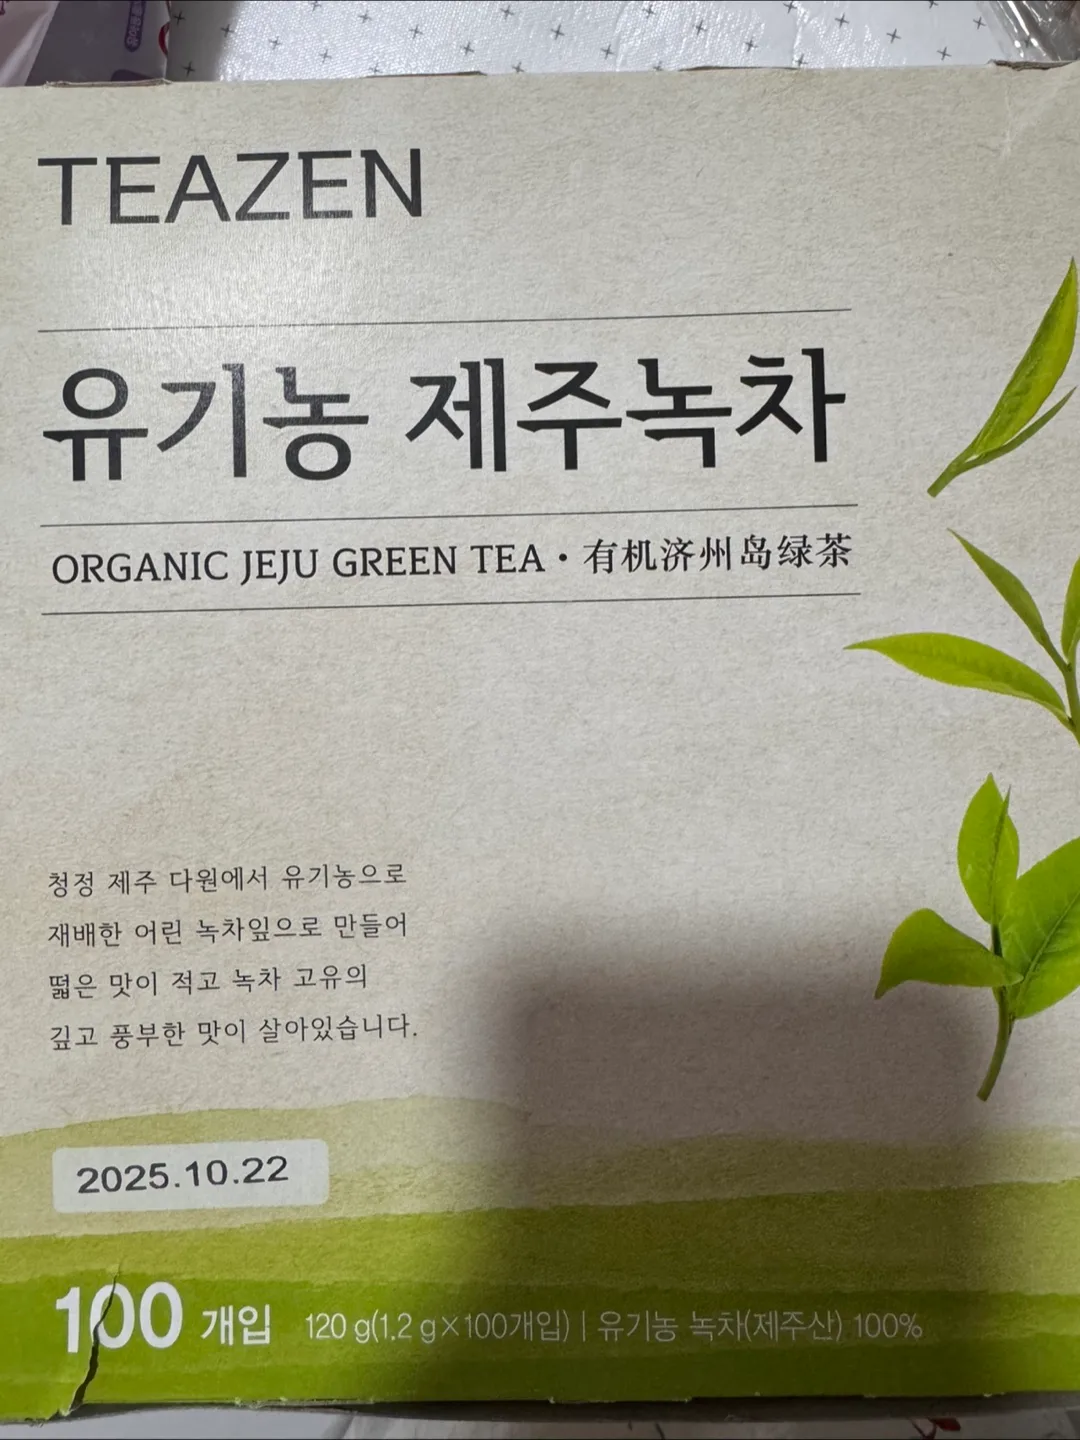 TEAZEN
유기농 제주녹차
ORGANIC JEJU GREEN TEA · 有机济州岛绿茶
청정 제주 다원에서 유기농으로
재배한 어린 녹차잎으로 만들어
떫은 맛이 적고 녹차 고유의
깊고 풍부한 맛이 살아있습니다.
2025.10.22
100 개입 120 g(1.2 g×100개입) | 유기농 녹차(제주산) 100%